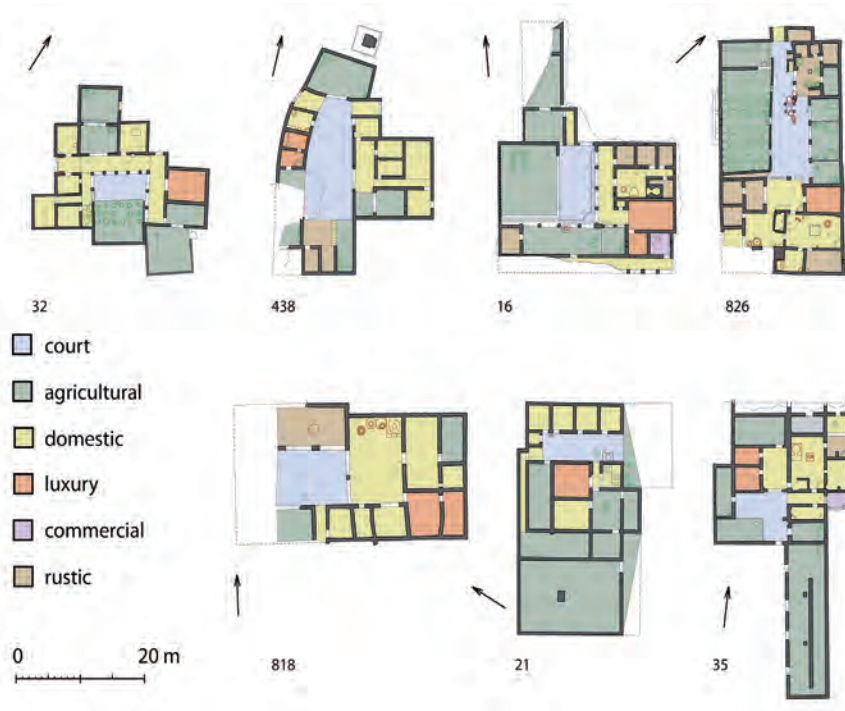 32
438
16
826
court
agricultural
domestic
luxury
commercial
rustic
0 20 m
818
21
35